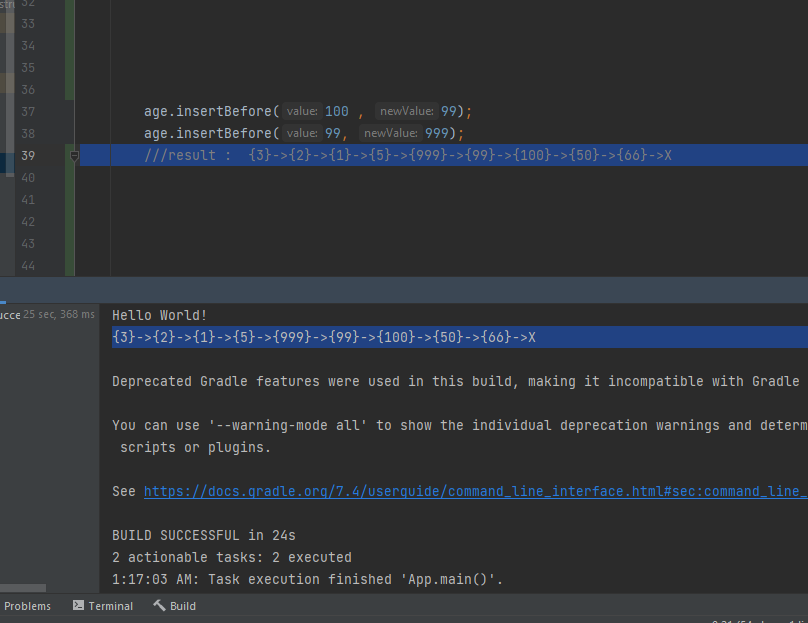 stru 32
33
34
35
36
37 age.insertBefore( value: 100 , newValue: 99);
38 age.insertBefore( value: 99, newValue: 999);
39 ///result : {3}->{2}->{1}->{5}->{999}->{99}->{100}->{50}->{66}->X
40
41
42
43
44
ucce 25 sec, 368 ms
Hello World!
{3}->{2}->{1}->{5}->{999}->{99}->{100}->{50}->{66}->X
Deprecated Gradle features were used in this build, making it incompatible with Gradle
You can use '--warning-mode all' to show the individual deprecation warnings and determ
scripts or plugins.
See https://docs.gradle.org/7.4/userguide/command_line_interface.html#sec:command_line_
BUILD SUCCESSFUL in 24s
2 actionable tasks: 2 executed
1:17:03 AM: Task execution finished 'App.main()'.
Problems Terminal Build